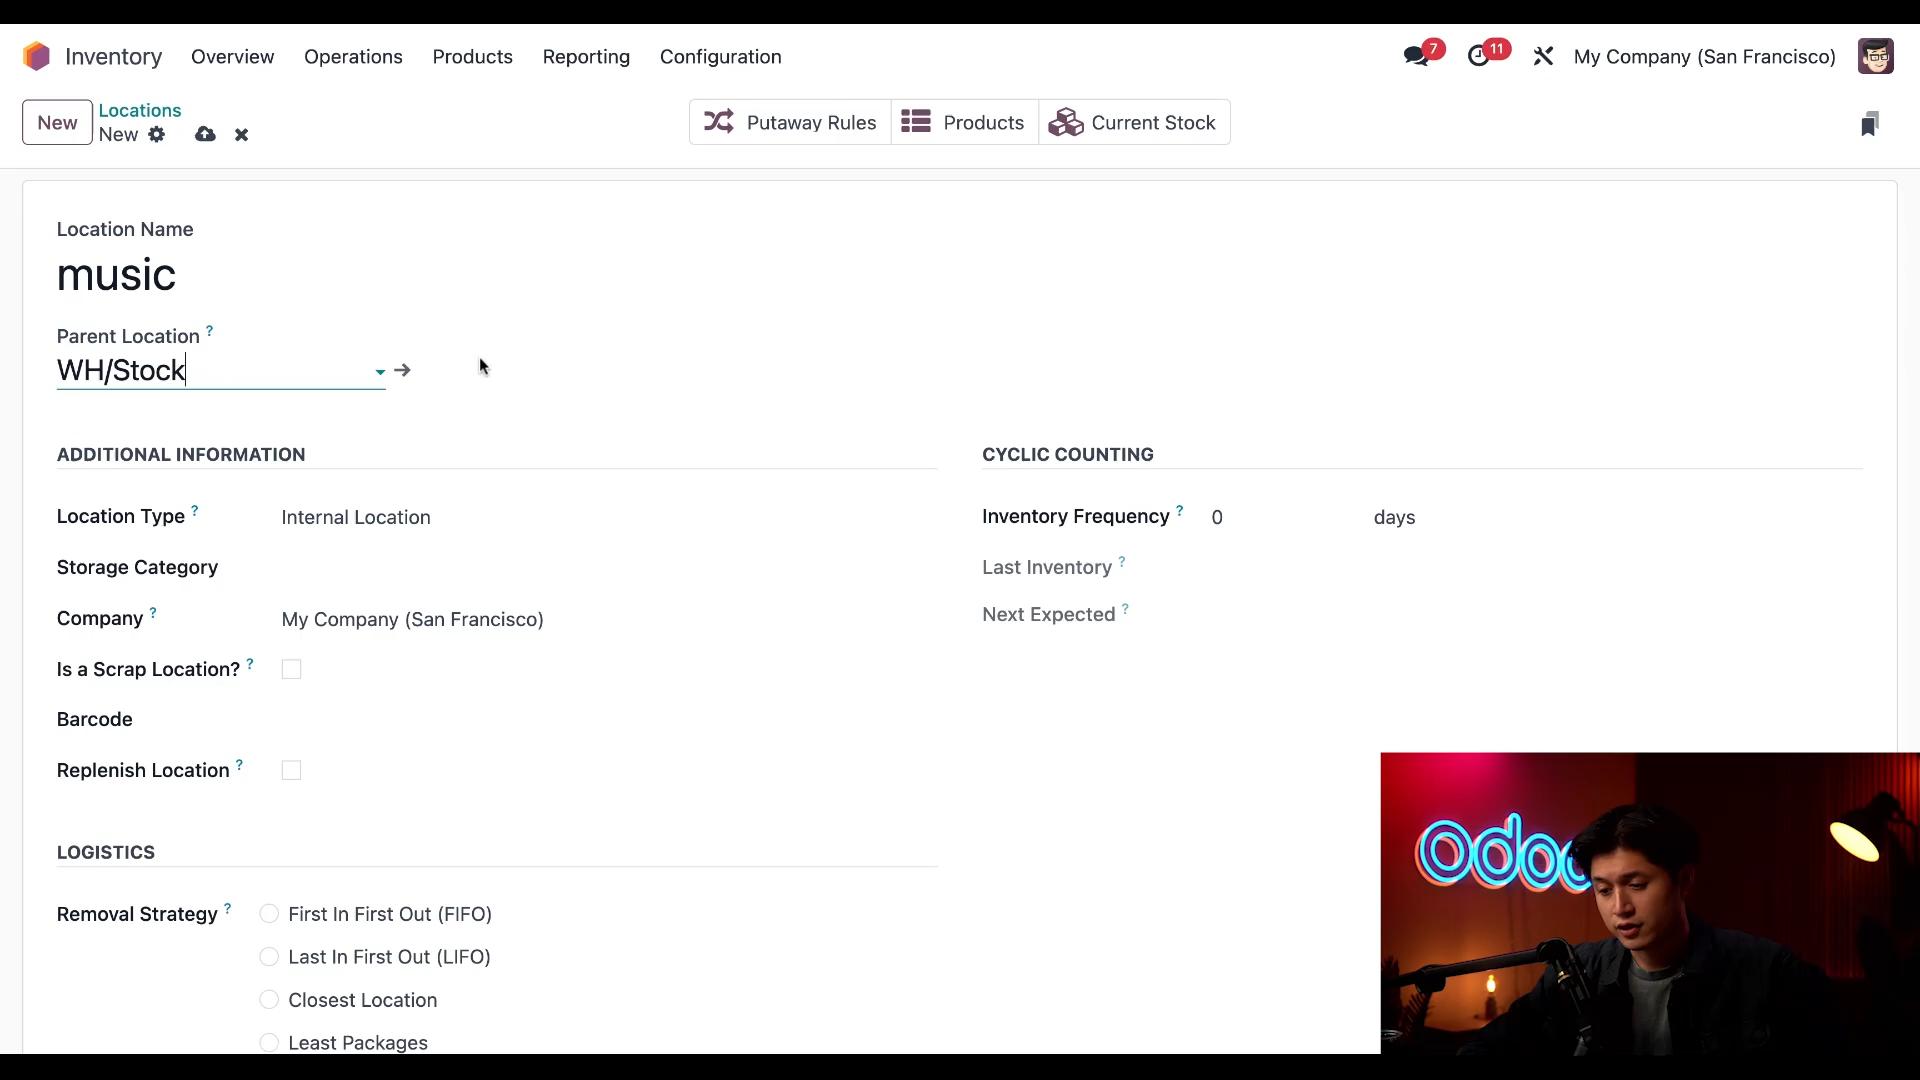 Inventory Overview Operations Products Reporting Configuration 7 11 My Company (San Francisco)
New Locations
New
Putaway Rules Products Current Stock
Location Name
music
Parent Location ?
WH/Stock
ADDITIONAL INFORMATION
Location Type ? Internal Location
Storage Category
Company ? My Company (San Francisco)
Is a Scrap Location? ?
Barcode
Replenish Location ?
CYCLIC COUNTING
Inventory Frequency ? 0 days
Last Inventory ?
Next Expected ?
LOGISTICS
Removal Strategy ? First In First Out (FIFO)
Last In First Out (LIFO)
Closest Location
Least Packages
odoo